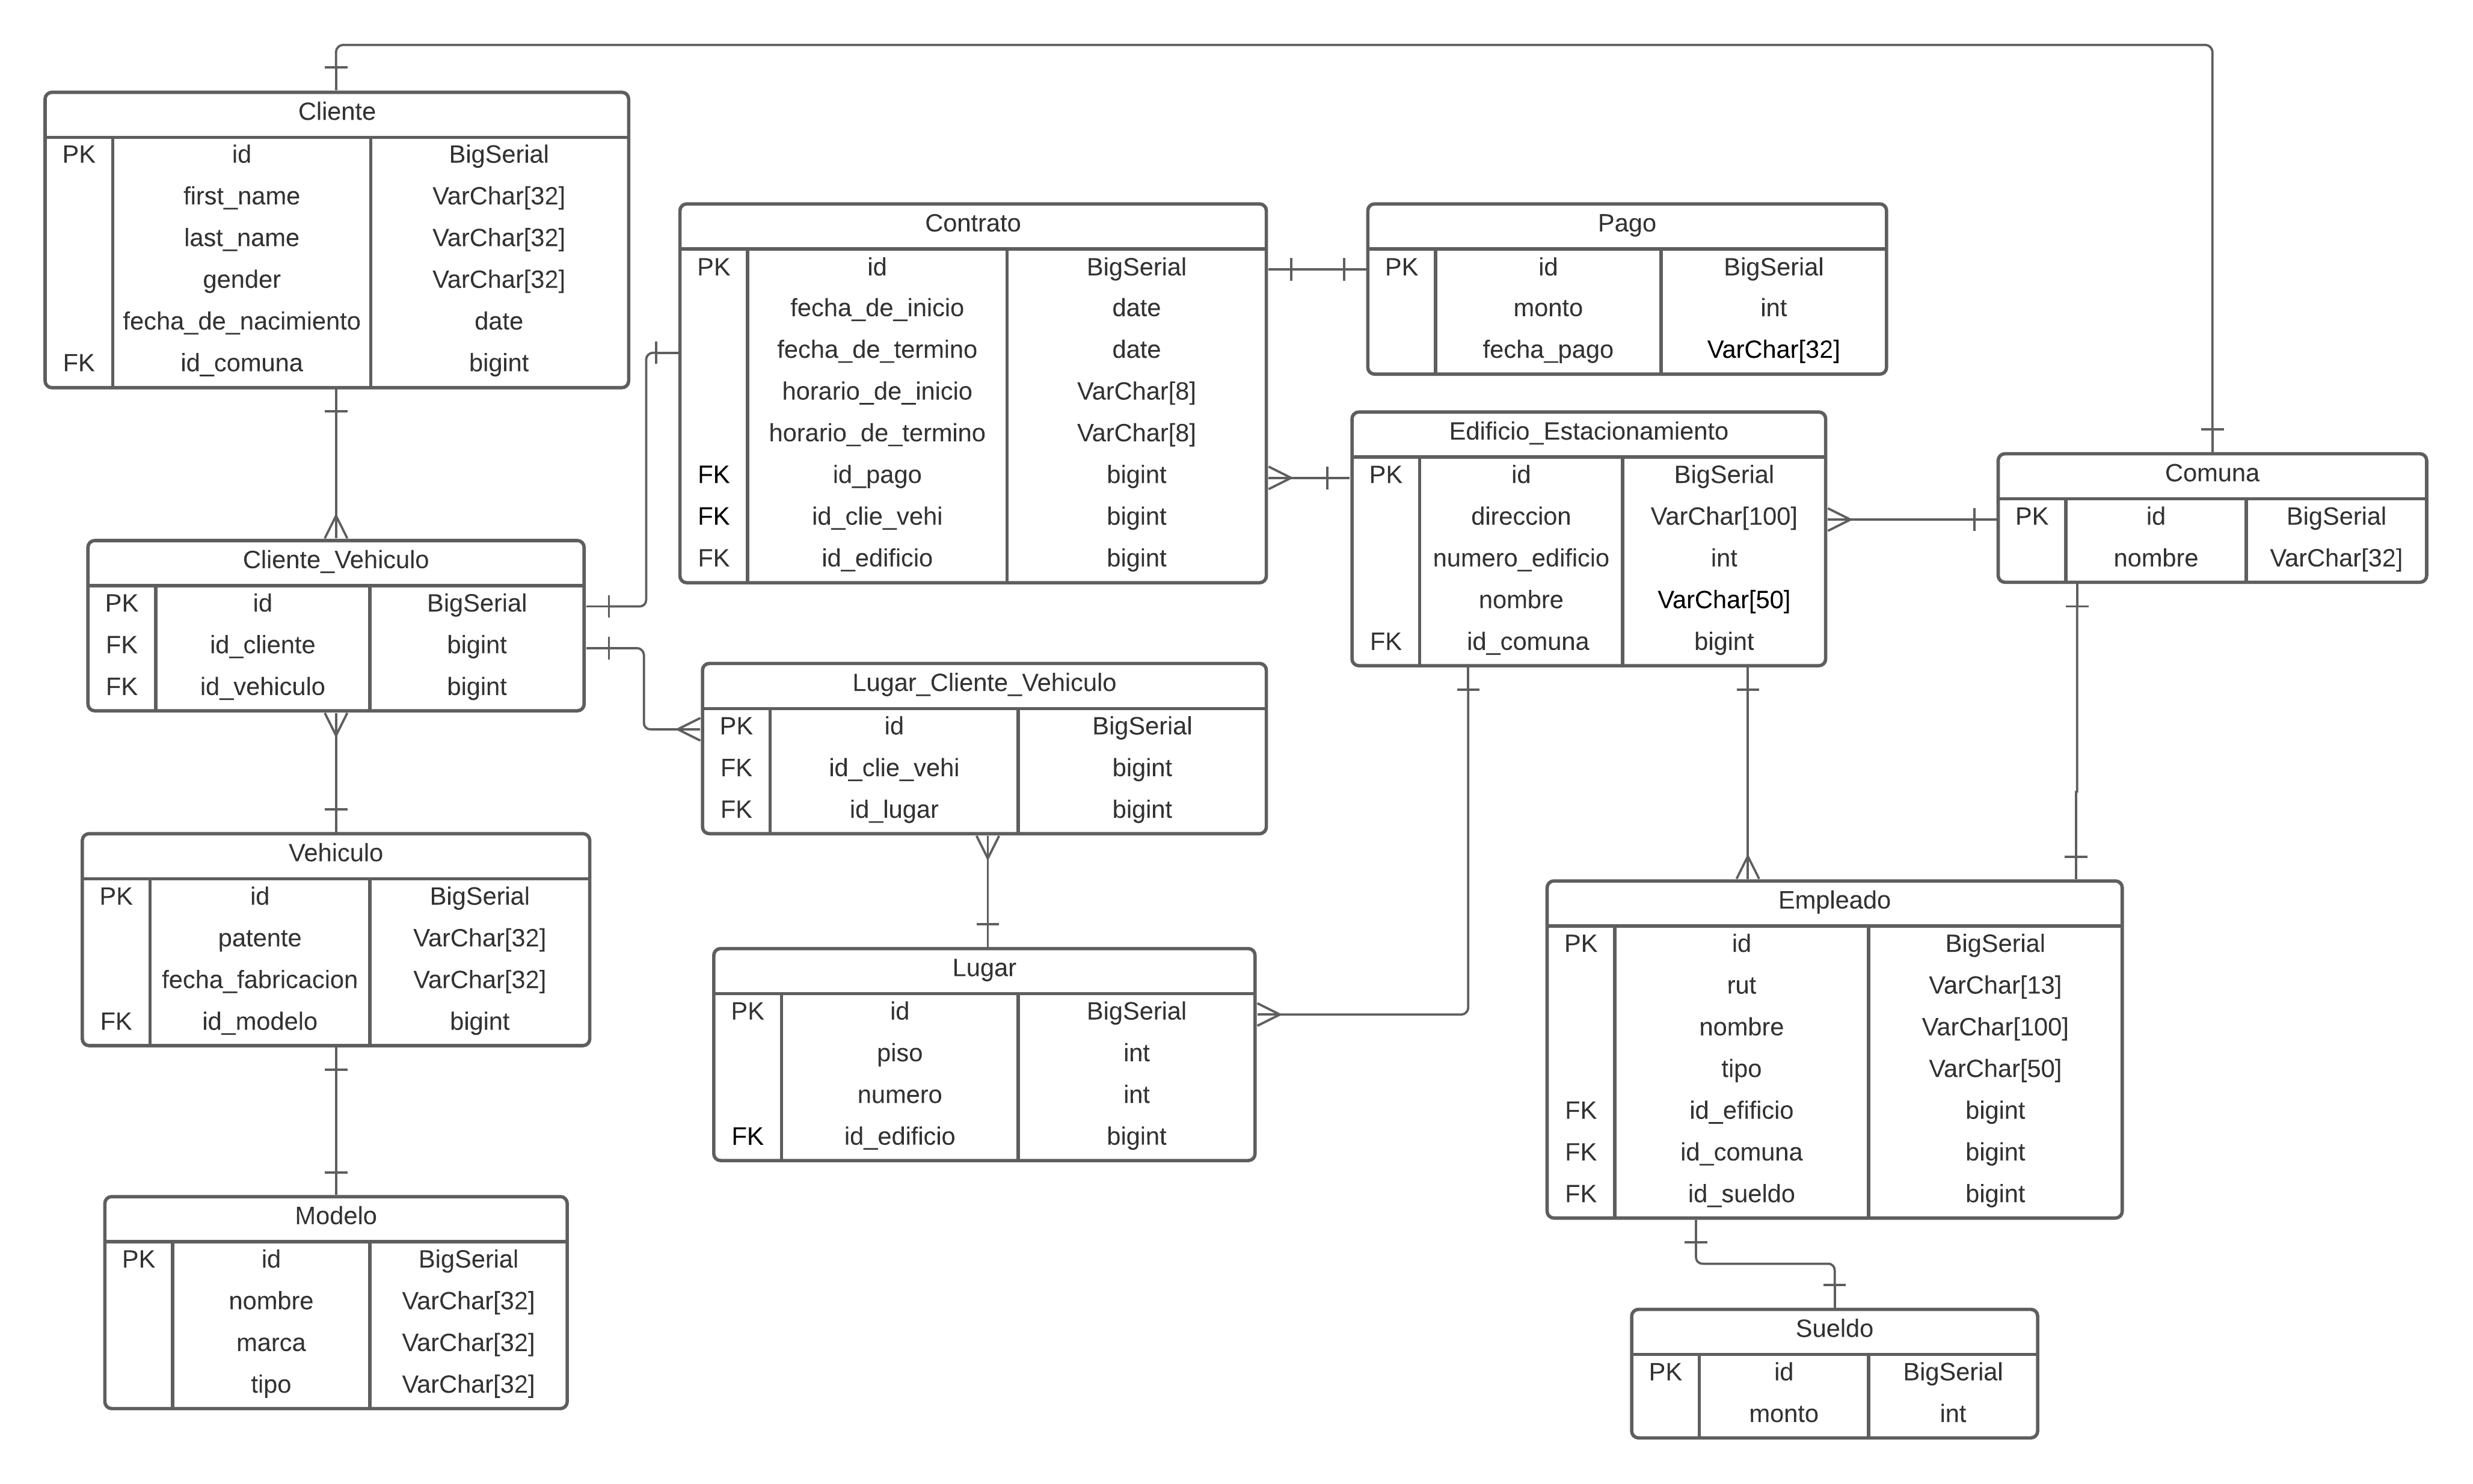 Cliente
PK id BigSerial
first_name VarChar[32]
last_name VarChar[32]
gender VarChar[32]
fecha_de_nacimiento date
FK id_comuna bigint
Contrato
PK id BigSerial
fecha_de_inicio date
fecha_de_termino date
horario_de_inicio VarChar[8]
horario_de_termino VarChar[8]
FK id_pago bigint
FK id_clie_vehi bigint
FK id_edificio bigint
Pago
PK id BigSerial
monto int
fecha_pago VarChar[32]
Edificio_Estacionamiento
PK id BigSerial
direccion VarChar[100]
numero_edificio int
nombre VarChar[50]
FK id_comuna bigint
Comuna
PK id BigSerial
nombre VarChar[32]
Cliente_Vehiculo
PK id BigSerial
FK id_cliente bigint
FK id_vehiculo bigint
Lugar_Cliente_Vehiculo
PK id BigSerial
FK id_clie_vehi bigint
FK id_lugar bigint
Vehiculo
PK id BigSerial
patente VarChar[32]
fecha_fabricacion VarChar[32]
FK id_modelo bigint
Lugar
PK id BigSerial
piso int
numero int
FK id_edificio bigint
Empleado
PK id BigSerial
rut VarChar[13]
nombre VarChar[100]
tipo VarChar[50]
FK id_efificio bigint
FK id_comuna bigint
FK id_sueldo bigint
Modelo
PK id BigSerial
nombre VarChar[32]
marca VarChar[32]
tipo VarChar[32]
Sueldo
PK id BigSerial
monto int